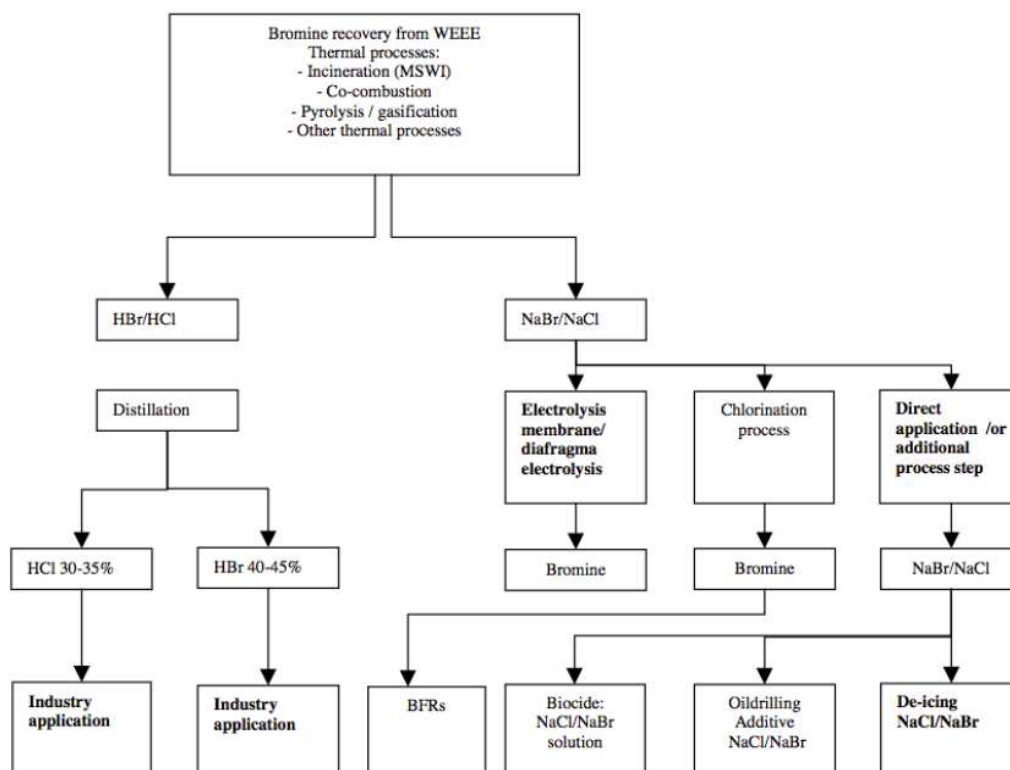 Bromine recovery from WEEE
Thermal processes:
- Incineration (MSWI)
- Co-combustion
- Pyrolysis / gasification
- Other thermal processes
HBr/HCl
NaBr/NaCl
Distillation
Electrolysis
membrane/
diafragma
electrolysis
Chlorination
process
Direct
application /or
additional
process step
HCl 30-35%
HBr 40-45%
Bromine
Bromine
NaBr/NaCl
Industry
application
Industry
application
BFRs
Biocide:
NaCl/NaBr
solution
Oildrilling
Additive
NaCl/NaBr
De-icing
NaCl/NaBr